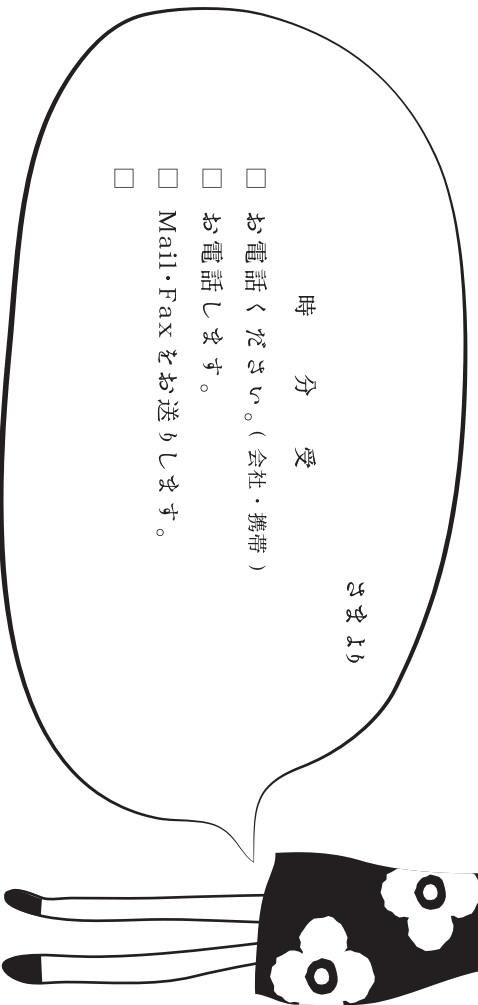 さまより
時 分 受
□ お電話ください。(会社・携帯)
□ お電話します。
□ Mail・Faxをお送りします。
□